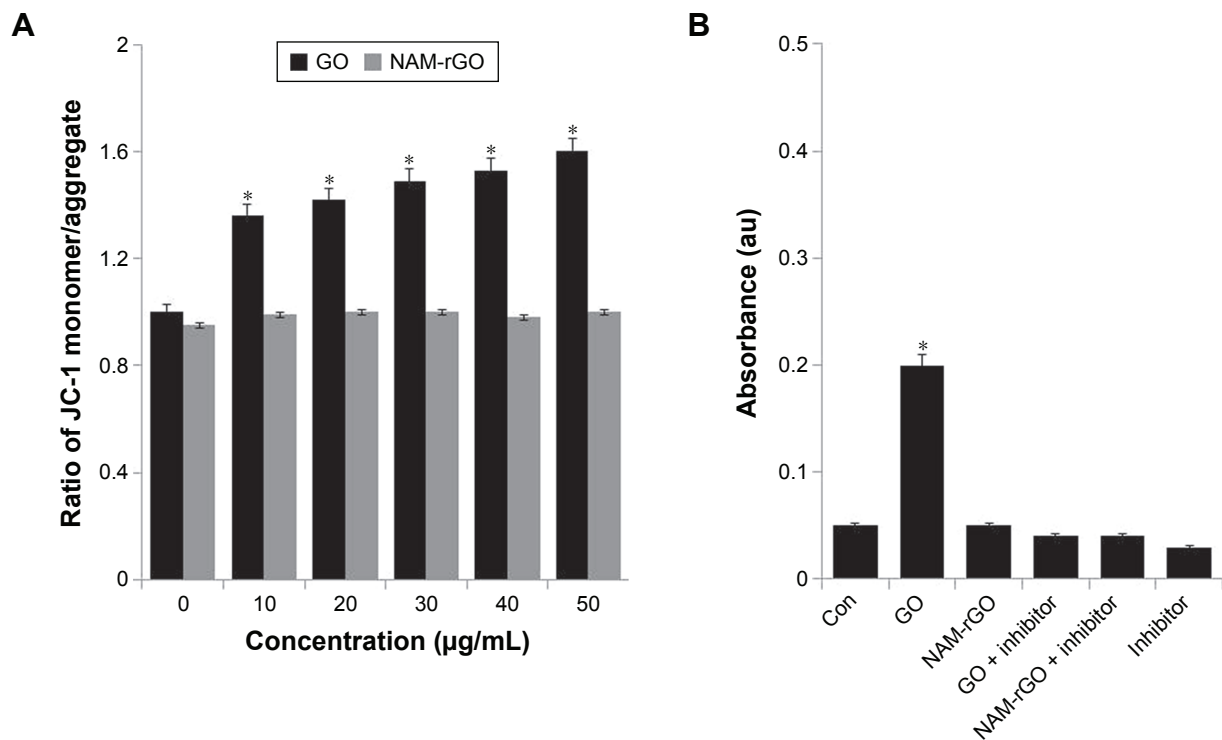 A
Ratio of JC-1 monomer/aggregate
2
1.6
1.2
0.8
0.4
0
GO
NAM-rGO
*
*
*
*
*
0
10
20
30
40
50
Concentration (µg/mL)
B
Absorbance (au)
0.5
0.4
0.3
0.2
0.1
0
*
Con
GO
NAM-rGO
GO + inhibitor
NAM-rGO + inhibitor
Inhibitor